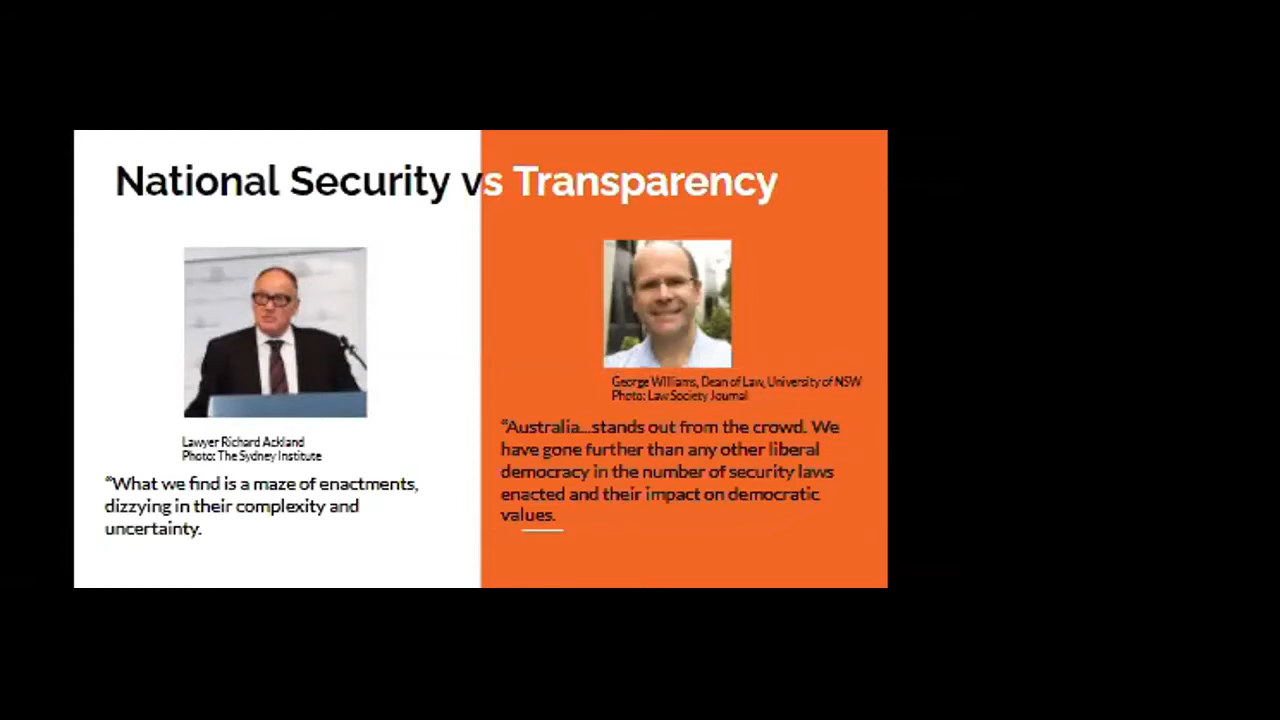 National Security vs Transparency
Lawyer Richard Ackland
Photo: The Sydney Institute
“What we find is a maze of enactments,
dizzying in their complexity and
uncertainty.
George Williams, Dean of Law, University of NSW
Photo: Law Society Journal
“Australia...stands out from the crowd. We
have gone further than any other liberal
democracy in the number of security laws
enacted and their impact on democratic
values.